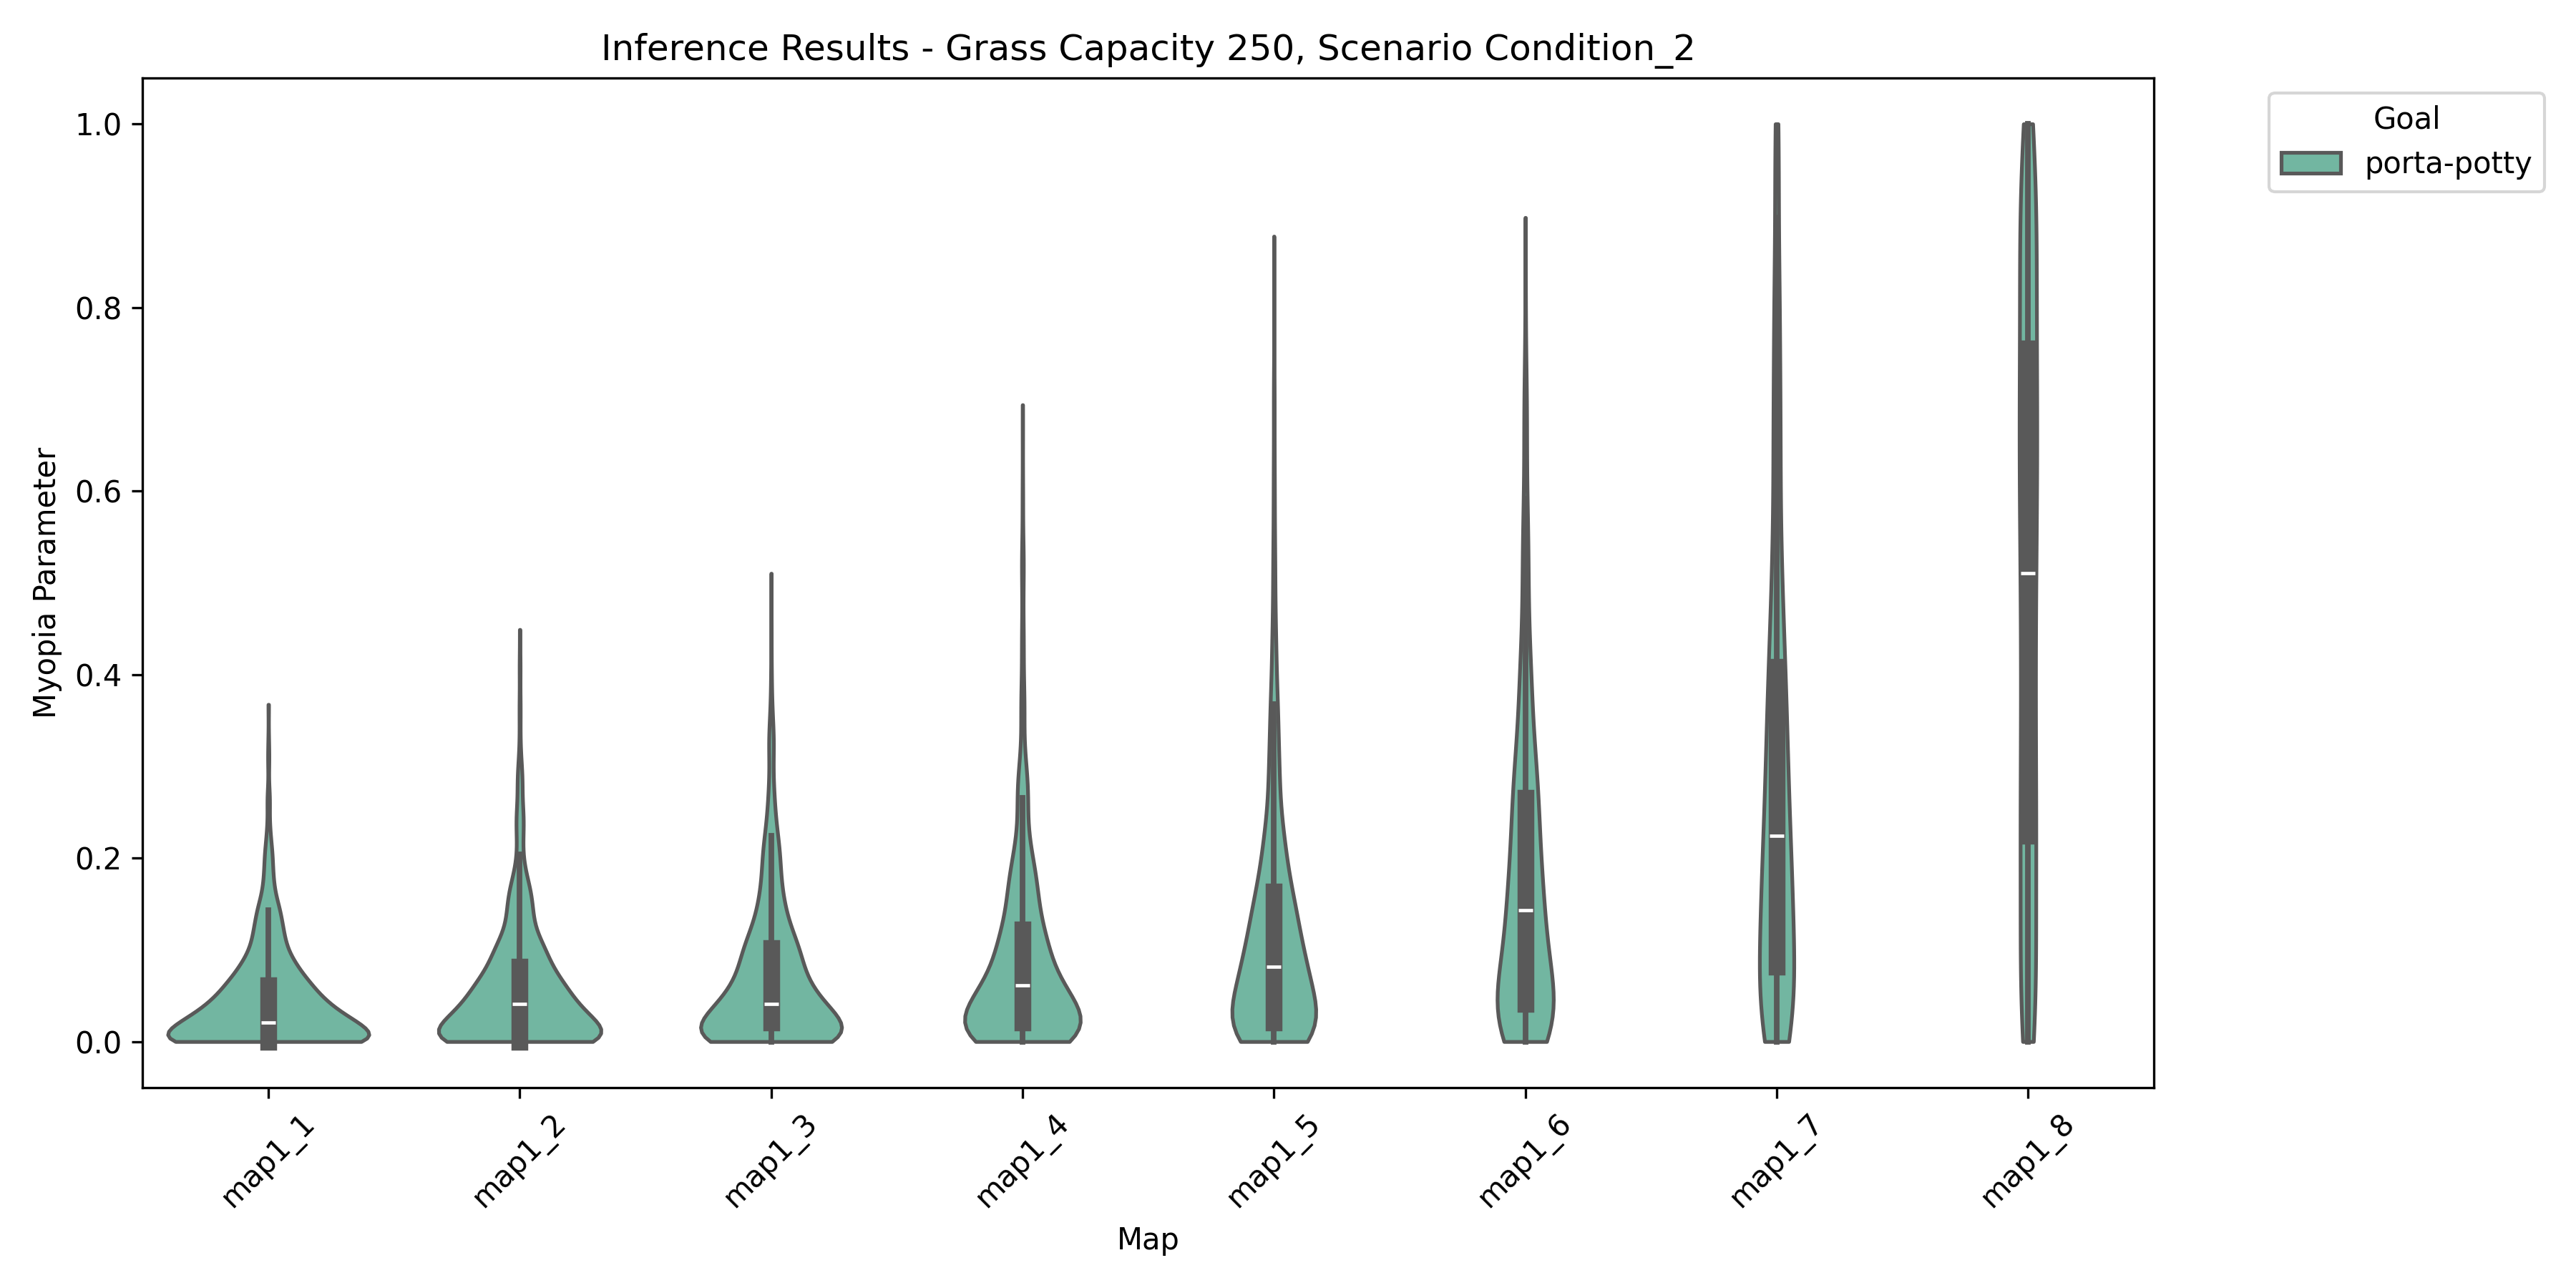 Inference Results - Grass Capacity 250, Scenario Condition_2
Goal
porta-potty
Myopia Parameter
1.0
0.8
0.6
0.4
0.2
0.0
map1_1
map1_2
map1_3
map1_4
map1_5
map1_6
map1_7
map1_8
Map